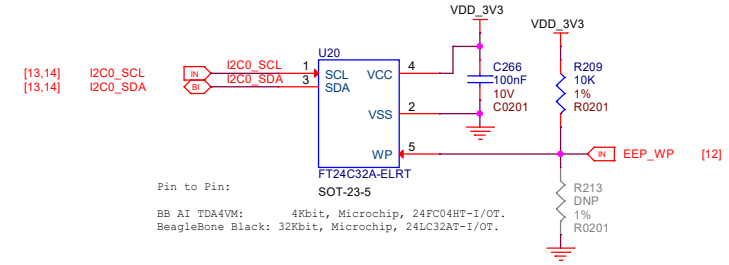 VDD_3V3
VDD_3V3
U20
[13,14] I2C0_SCL IN I2C0_SCL 1 SCL VCC 4
[13,14] I2C0_SDA BI I2C0_SDA 3 SDA
C266
100nF
10V
C0201
R209
10K
1%
R0201
VSS 2
WP 5
IN EEP_WP [12]
FT24C32A-ELRT
SOT-23-5
Pin to Pin:
BB AI TDA4VM: 4Kbit, Microchip, 24FC04HT-I/OT.
BeagleBone Black: 32Kbit, Microchip, 24LC32AT-I/OT.
R213
DNP
1%
R0201